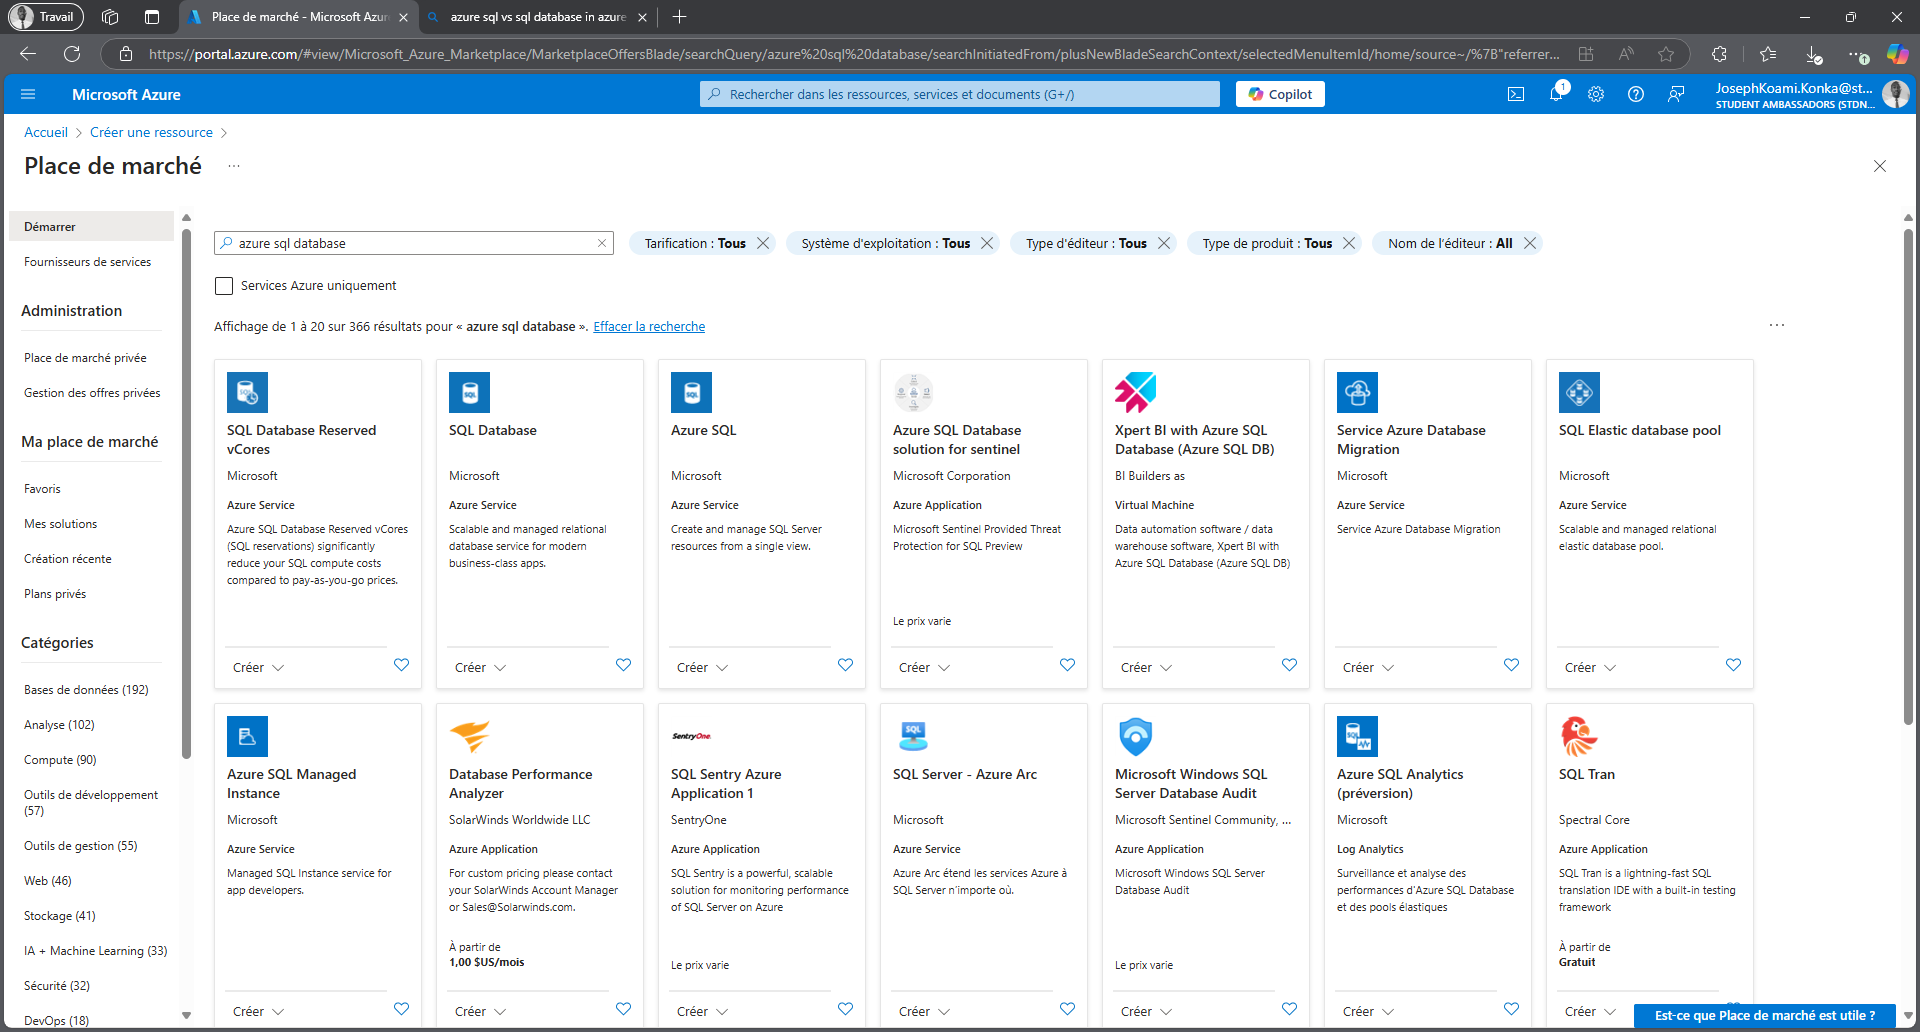 Travail
Place de marché - Microsoft Azur
azure sql vs sql database in azure
https://portal.azure.com/#view/Microsoft_Azure_Marketplace/MarketplaceOffersBlade/searchQuery/azure%20sql%20database/searchInitiatedFrom/plusNewBladeSearchContext/selectedMenuItemId/home/source~/%7B"referrer...
Microsoft Azure
Rechercher dans les ressources, services et documents (G+/)
Copilot
1
JosephKoami.Konka@st...
STUDENT AMBASSADORS (STDN...
Accueil
Créer une ressource
Place de marché
Démarrer
Fournisseurs de services
Administration
Place de marché privée
Gestion des offres privées
Ma place de marché
Favoris
Mes solutions
Création récente
Plans privés
Catégories
Bases de données (192)
Analyse (102)
Compute (90)
Outils de développement
(57)
Outils de gestion (55)
Web (46)
Stockage (41)
IA + Machine Learning (33)
Sécurité (32)
DevOps (18)
azure sql database
Tarification : Tous
Système d'exploitation : Tous
Type d'éditeur : Tous
Type de produit : Tous
Nom de l'éditeur : All
Services Azure uniquement
Affichage de 1 à 20 sur 366 résultats pour « azure sql database ». Effacer la recherche
SQL
SQL Database Reserved
vCores
Microsoft
Azure Service
Azure SQL Database Reserved vCores
(SQL reservations) significantly
reduce your SQL compute costs
compared to pay-as-you-go prices.
Créer
SQL
SQL Database
Microsoft
Azure Service
Scalable and managed relational
database service for modern
business-class apps.
Créer
SQL
Azure SQL
Microsoft
Azure Service
Create and manage SQL Server
resources from a single view.
Créer
Azure SQL Database
solution for sentinel
Microsoft Corporation
Azure Application
Microsoft Sentinel Provided Threat
Protection for SQL Preview
Le prix varie
Créer
Xpert BI with Azure SQL
Database (Azure SQL DB)
BI Builders as
Virtual Machine
Data automation software / data
warehouse software, Xpert BI with
Azure SQL Database (Azure SQL DB)
Créer
Service Azure Database
Migration
Microsoft
Azure Service
Service Azure Database Migration
Créer
SQL Elastic database pool
Microsoft
Azure Service
Scalable and managed relational
elastic database pool.
Créer
Azure SQL Managed
Instance
Microsoft
Azure Service
Managed SQL Instance service for
app developers.
Créer
Database Performance
Analyzer
SolarWinds Worldwide LLC
Azure Application
For custom pricing please contact
your SolarWinds Account Manager
or Sales@Solarwinds.com.
À partir de
1,00 $US/mois
Créer
SentryOne.
SQL Sentry Azure
Application 1
SentryOne
Azure Application
SQL Sentry is a powerful, scalable
solution for monitoring performance
of SQL Server on Azure
Le prix varie
Créer
SQL
SQL Server - Azure Arc
Microsoft
Azure Service
Azure Arc étend les services Azure à
SQL Server n'importe où.
Créer
Microsoft Windows SQL
Server Database Audit
Microsoft Sentinel Community, ...
Azure Application
Microsoft Windows SQL Server
Database Audit
Le prix varie
Créer
SQL
Azure SQL Analytics
(préversion)
Microsoft
Log Analytics
Surveillance et analyse des
performances d'Azure SQL Database
et des pools élastiques
Créer
SQL Tran
Spectral Core
Azure Application
SQL Tran is a lightning-fast SQL
translation IDE with a built-in testing
framework
À partir de
Gratuit
Créer
Est-ce que Place de marché est utile ?